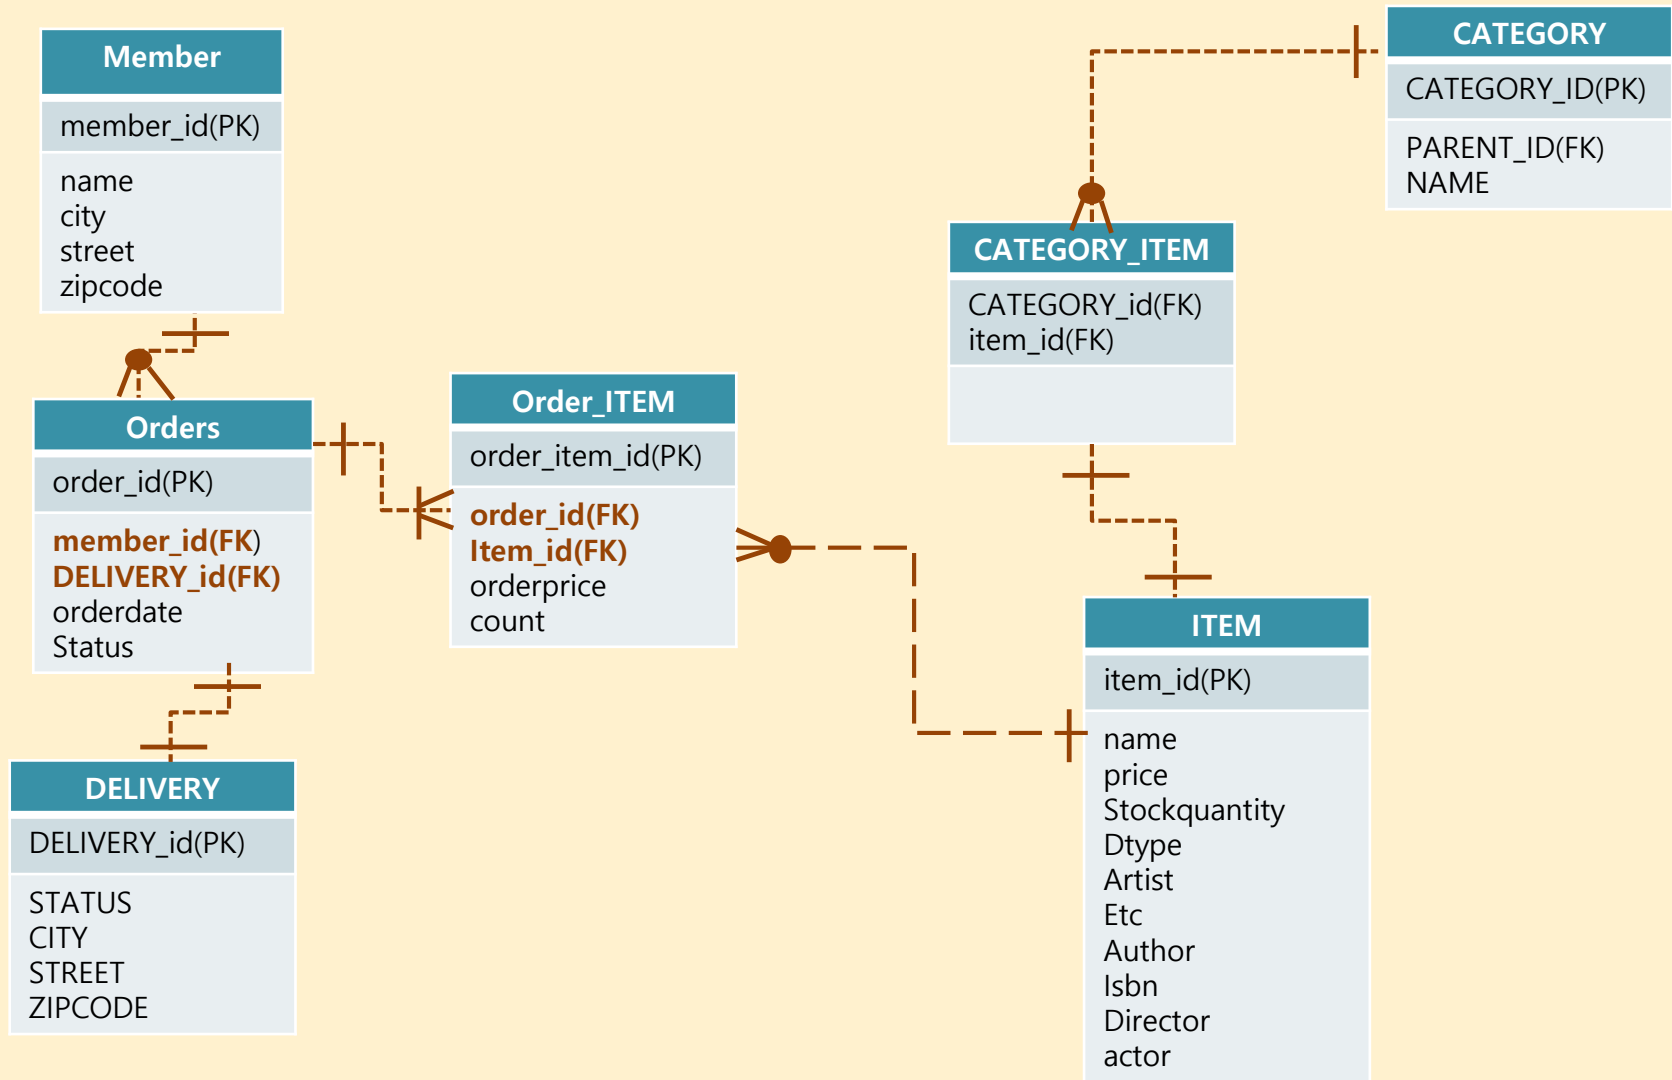 Member
member_id(PK)
name
city
street
zipcode
Orders
order_id(PK)
member_id(FK)
DELIVERY_id(FK)
orderdate
Status
DELIVERY
DELIVERY_id(PK)
STATUS
CITY
STREET
ZIPCODE
Order_ITEM
order_item_id(PK)
order_id(FK)
Item_id(FK)
orderprice
count
CATEGORY
CATEGORY_ID(PK)
PARENT_ID(FK)
NAME
CATEGORY_ITEM
CATEGORY_id(FK)
item_id(FK)
ITEM
item_id(PK)
name
price
Stockquantity
Dtype
Artist
Etc
Author
Isbn
Director
actor